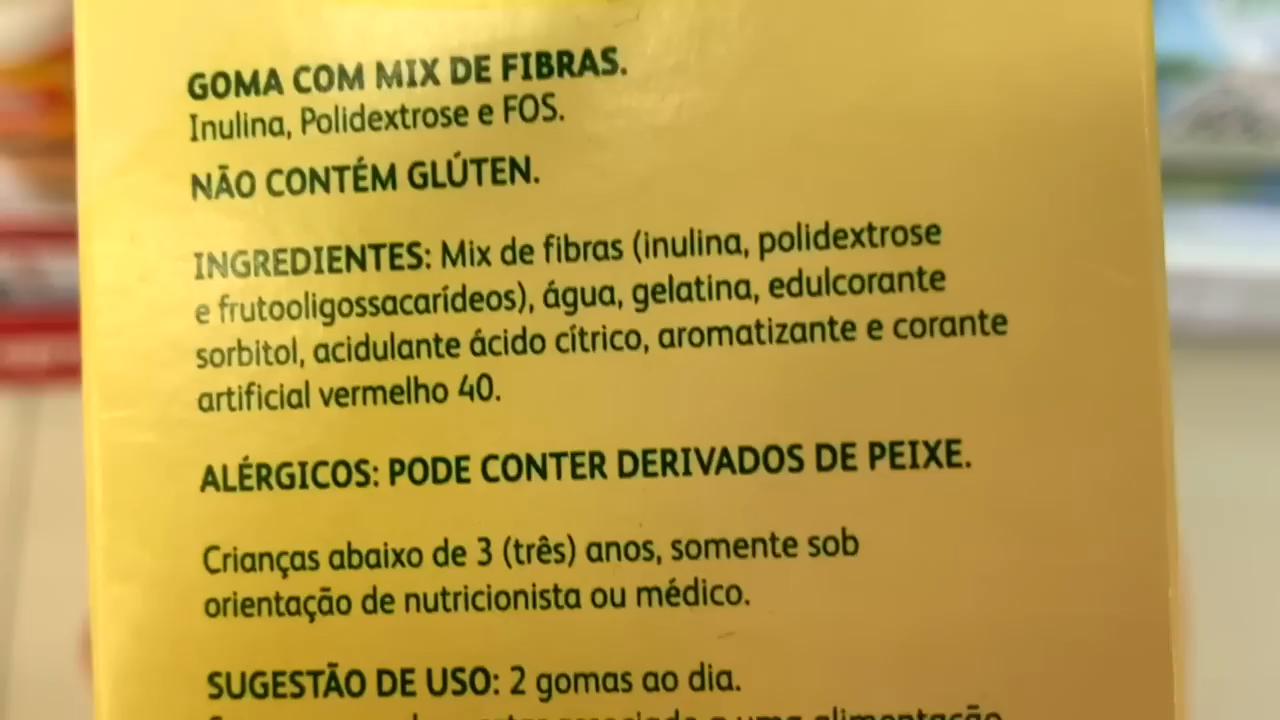 GOMA COM MIX DE FIBRAS.
Inulina, Polidextrose e FOS.
NÃO CONTÉM GLÚTEN.
INGREDIENTES: Mix de fibras (inulina, polidextrose
e frutooligossacarídeos), água, gelatina, edulcorante
sorbitol, acidulante ácido cítrico, aromatizante e corante
artificial vermelho 40.
ALÉRGICOS: PODE CONTER DERIVADOS DE PEIXE.
Crianças abaixo de 3 (três) anos, somente sob
orientação de nutricionista ou médico.
SUGESTÃO DE USO: 2 gomas ao dia.
a uma alimentação